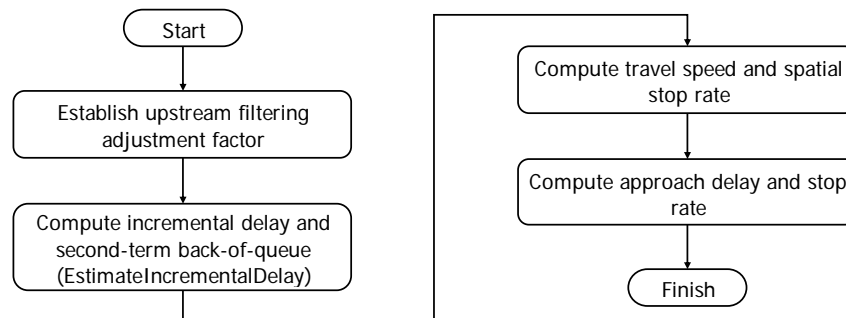 Start
Establish upstream filtering
adjustment factor
Compute incremental delay and
second-term back-of-queue
(EstimateIncrementalDelay)
Compute travel speed and spatial
stop rate
Compute approach delay and stop
rate
Finish